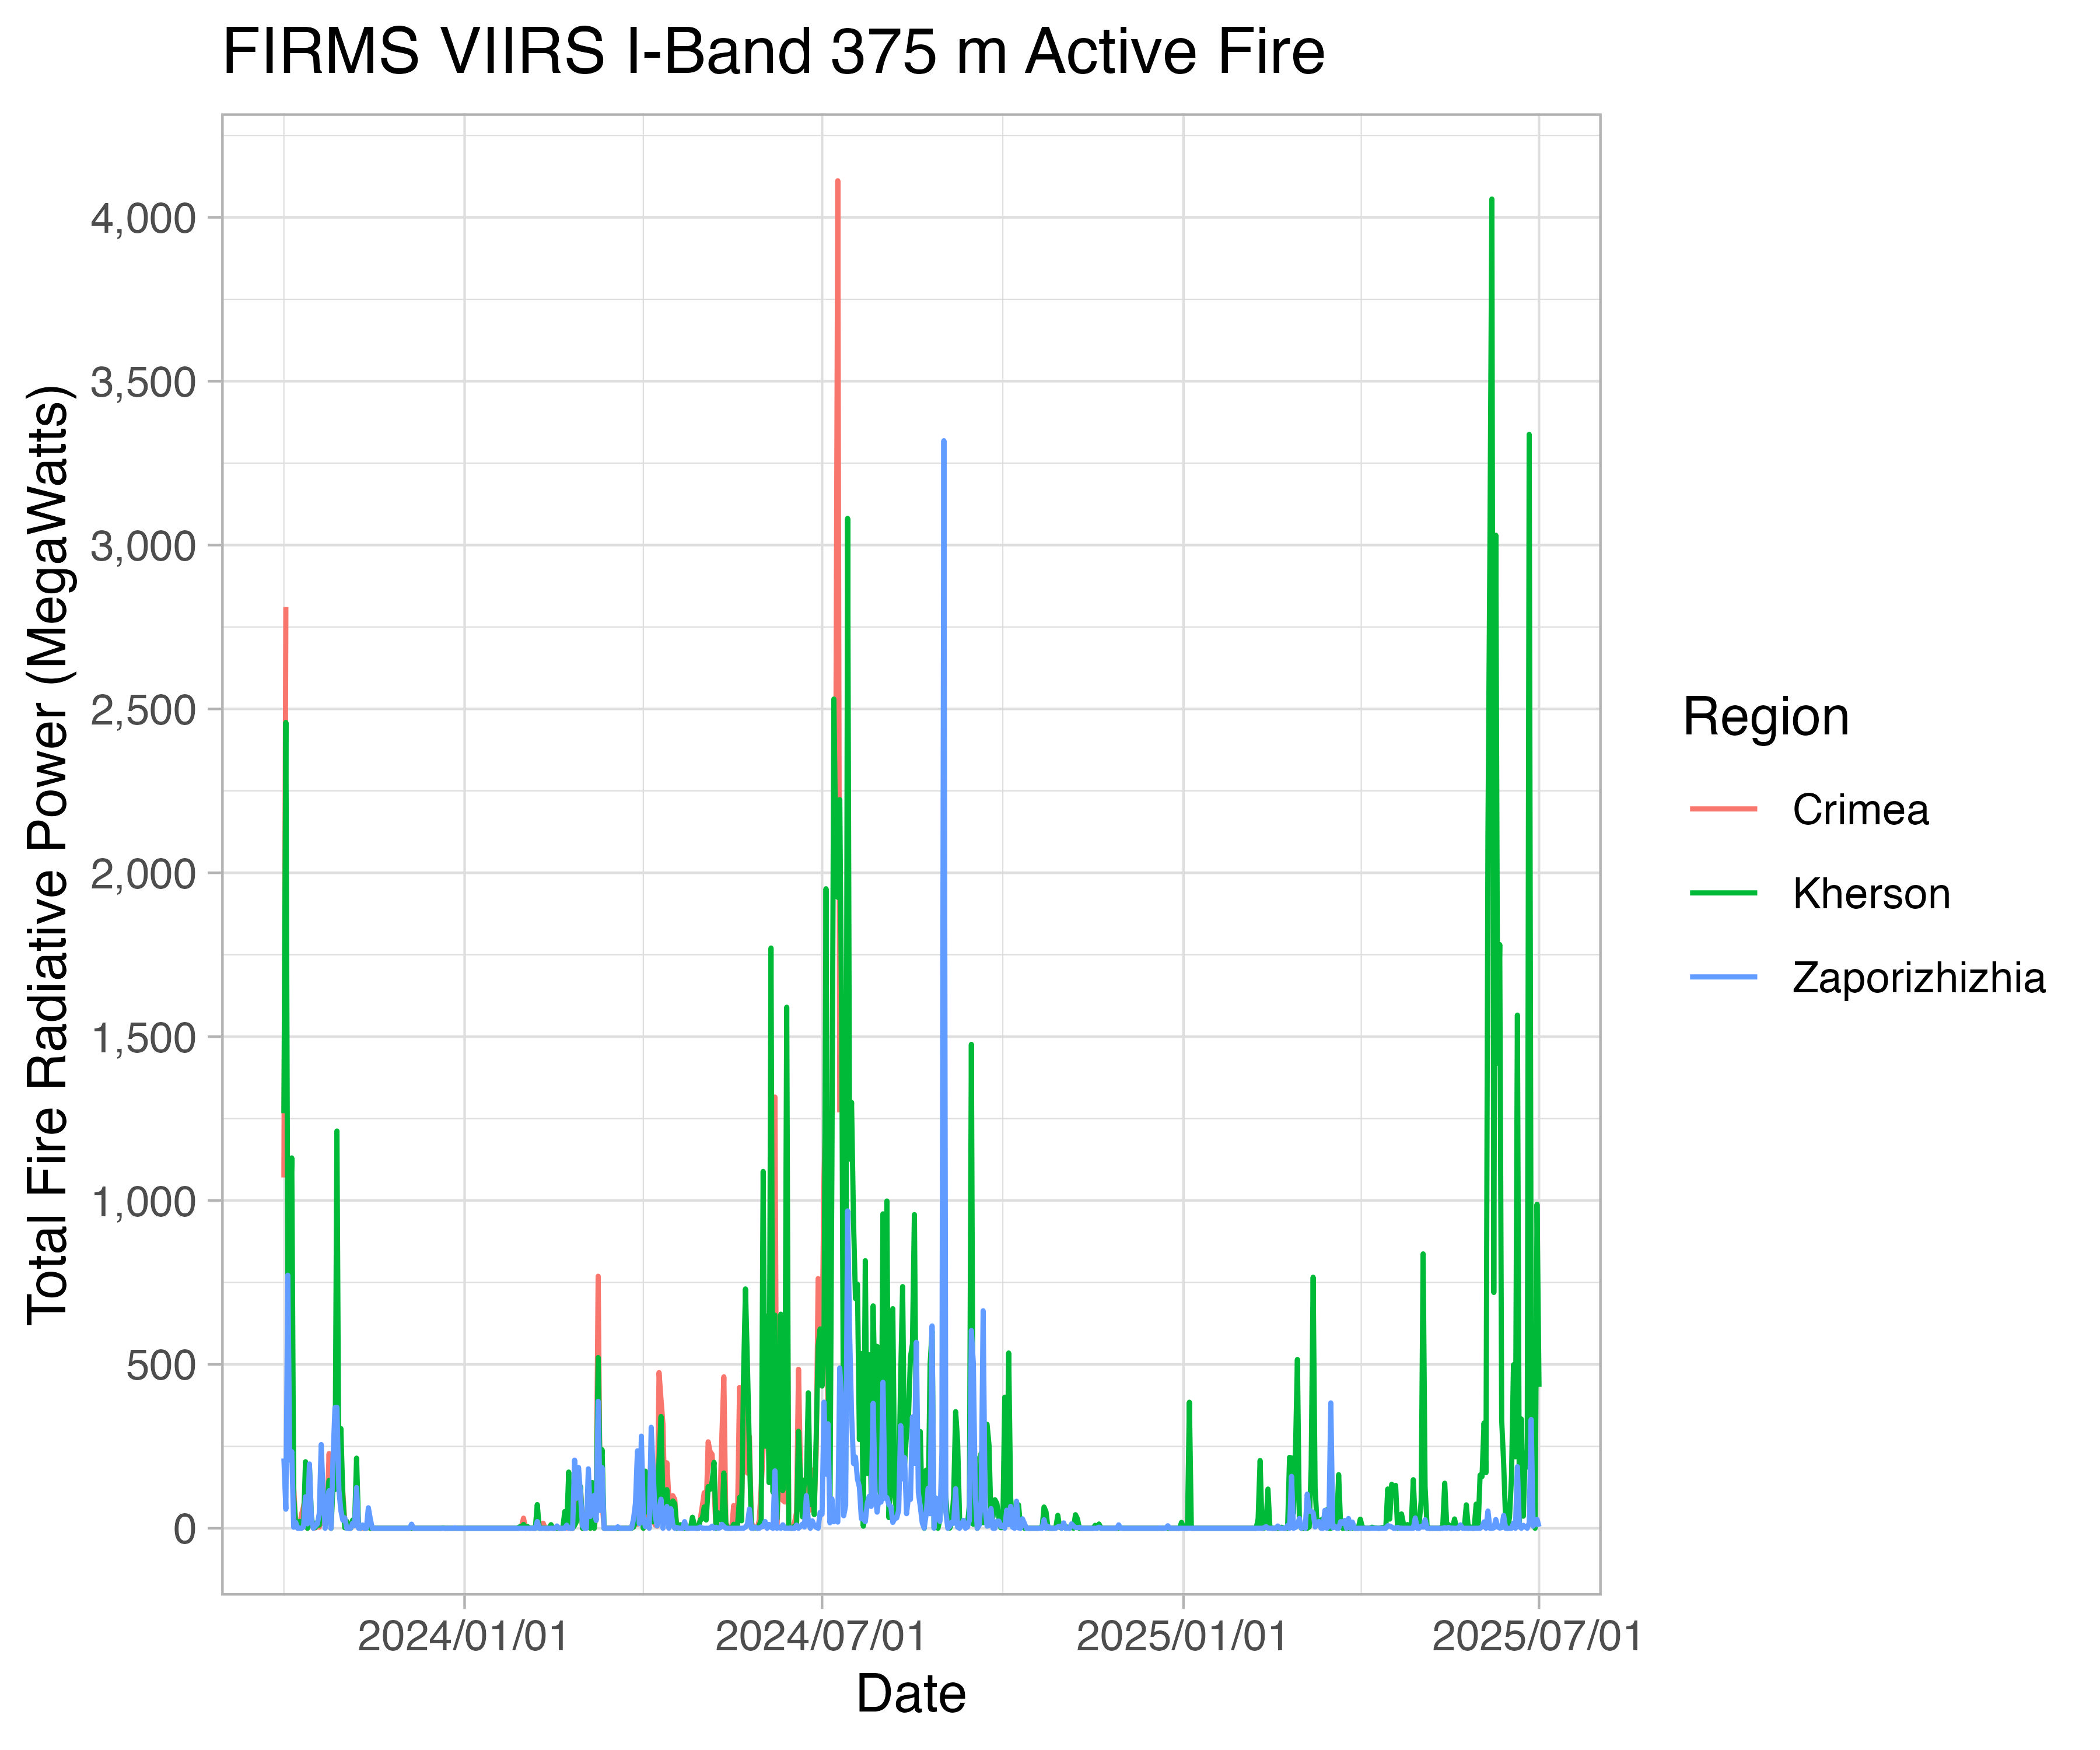 FIRMS VIIRS I-Band 375 m Active Fire
Total Fire Radiative Power (MegaWatts)
4,000
3,500
3,000
2,500
2,000
1,500
1,000
500
0
2024/01/01
2024/07/01
2025/01/01
2025/07/01
Date
Region
Crimea
Kherson
Zaporizhizhia